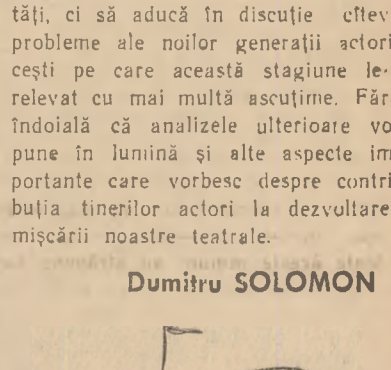 tăți, ci să aducă în discuție cîtev
probleme ale noilor generații actori
cești pe care această stagiune le-
relevat cu mai multă ascuțime. Făr
îndoială că analizele ulterioare vo
pune în lumină și alte aspecte im
portante care vorbesc despre contri
buția tinerilor actori la dezvoltare
mișcării noastre teatrale.
Dumitru SOLOMON